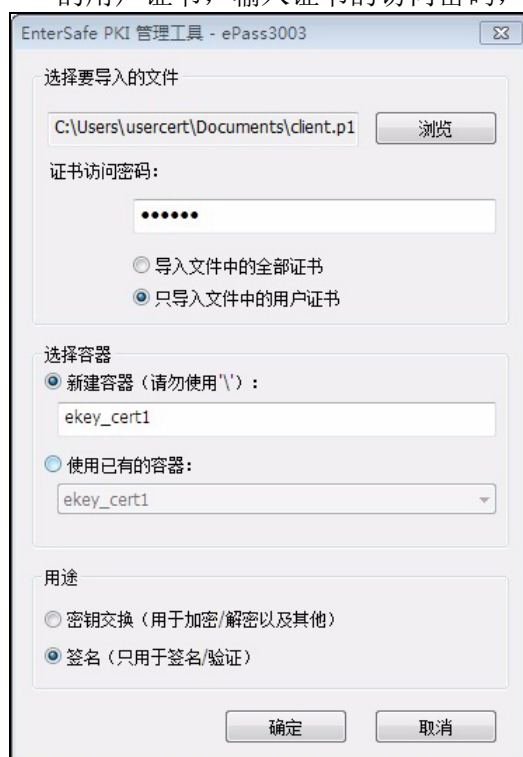 的用户证书，输入证书的访问密码，
EnterSafe PKI 管理工具 - ePass3003
选择要导入的文件
C:\Users\usercert\Documents\client.p1 浏览
证书访问密码：
••••••
导入文件中的全部证书
只导入文件中的用户证书
选择容器
新建容器（请勿使用'\'）：
ekey_cert1
使用已有的容器：
ekey_cert1
用途
密钥交换（用于加密/解密以及其他）
签名（只用于签名/验证）
确定 取消